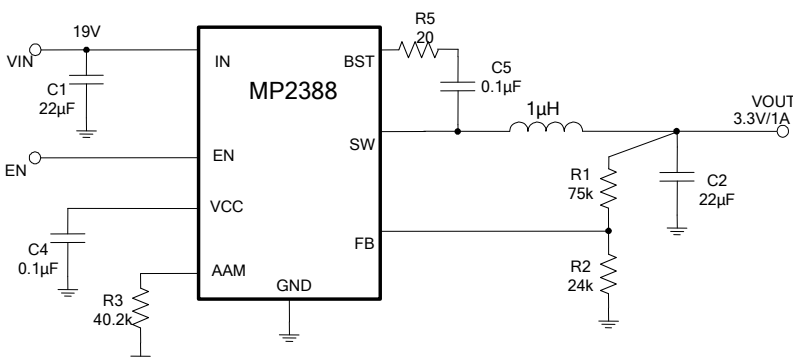 19V
VIN
C1
22µF
IN
BST
R5
20
C5
0.1µF
MP2388
1µH
VOUT
3.3V/1A
SW
EN
EN
R1
75k
C2
22µF
VCC
C4
0.1µF
FB
AAM
R3
40.2k
GND
R2
24k